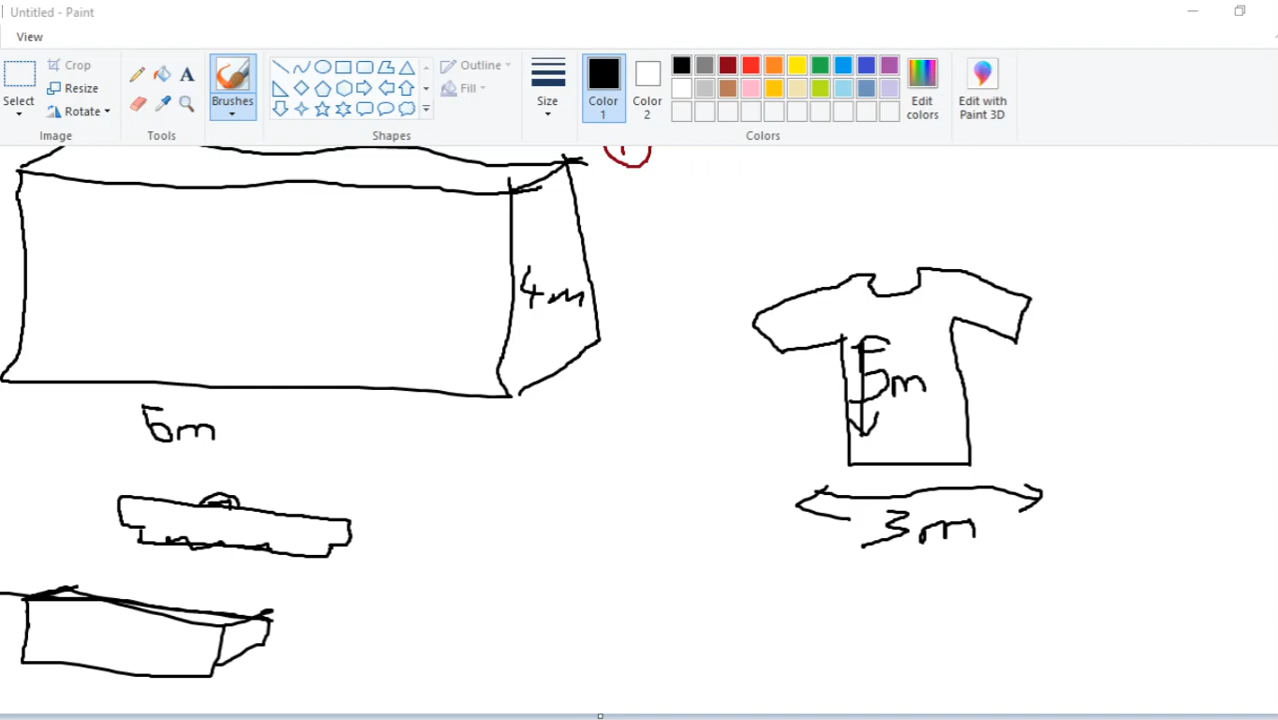 Untitled - Paint
View
Crop
Resize
Rotate
Select
Image
Tools
Brushes
Shapes
Outline
Fill
Size
Color 1
Color 2
Edit colors
Edit with Paint 3D
Colors
4m
5m
6m
3m